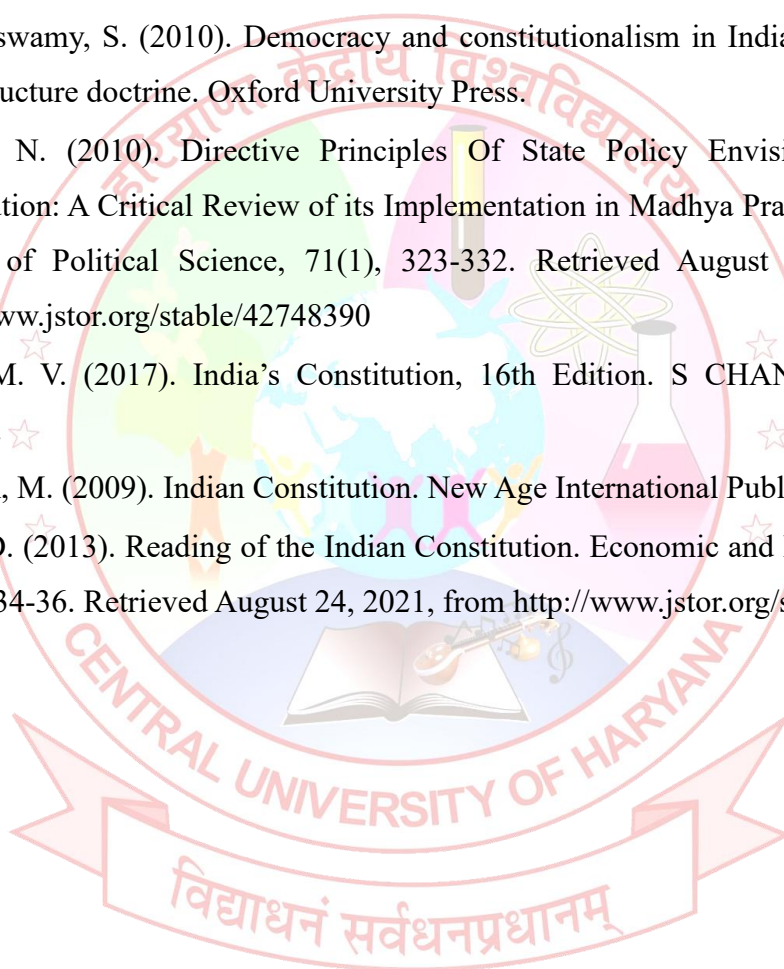 swamy, S. (2010). Democracy and constitutionalism in India
ucture doctrine. Oxford University Press.
N. (2010). Directive Principles Of State Policy Envisi
tion: A Critical Review of its Implementation in Madhya Pra
of Political Science, 71(1), 323-332. Retrieved August
ww.jstor.org/stable/42748390
M. V. (2017). India’s Constitution, 16th Edition. S CHAN
, M. (2009). Indian Constitution. New Age International Publ
D. (2013). Reading of the Indian Constitution. Economic and
34-36. Retrieved August 24, 2021, from http://www.jstor.org/s
हरियाणा केंद्रीय विश्वविद्यालय
CENTRAL UNIVERSITY OF HARYANA
विद्याधनं सर्वधनप्रधानम्